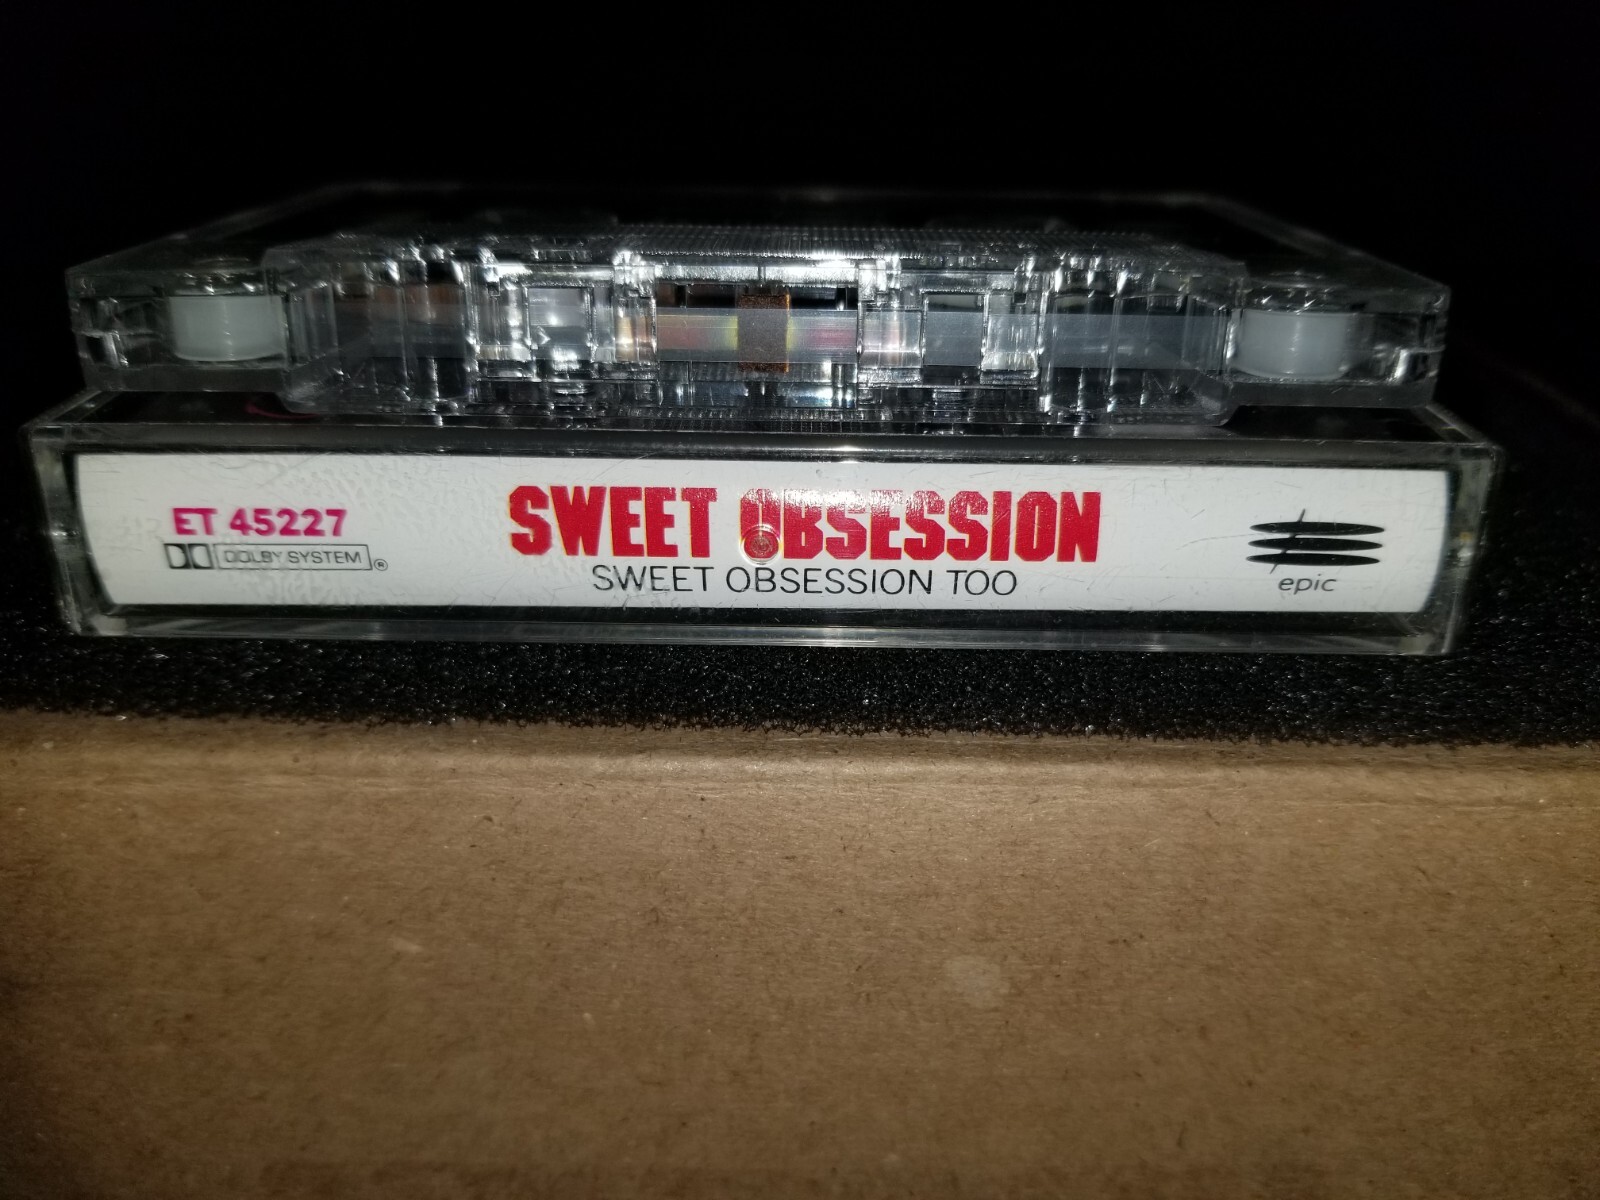 ET 45227
DOLBY SYSTEM ®
SWEET OBSESSION
SWEET OBSESSION TOO
epic